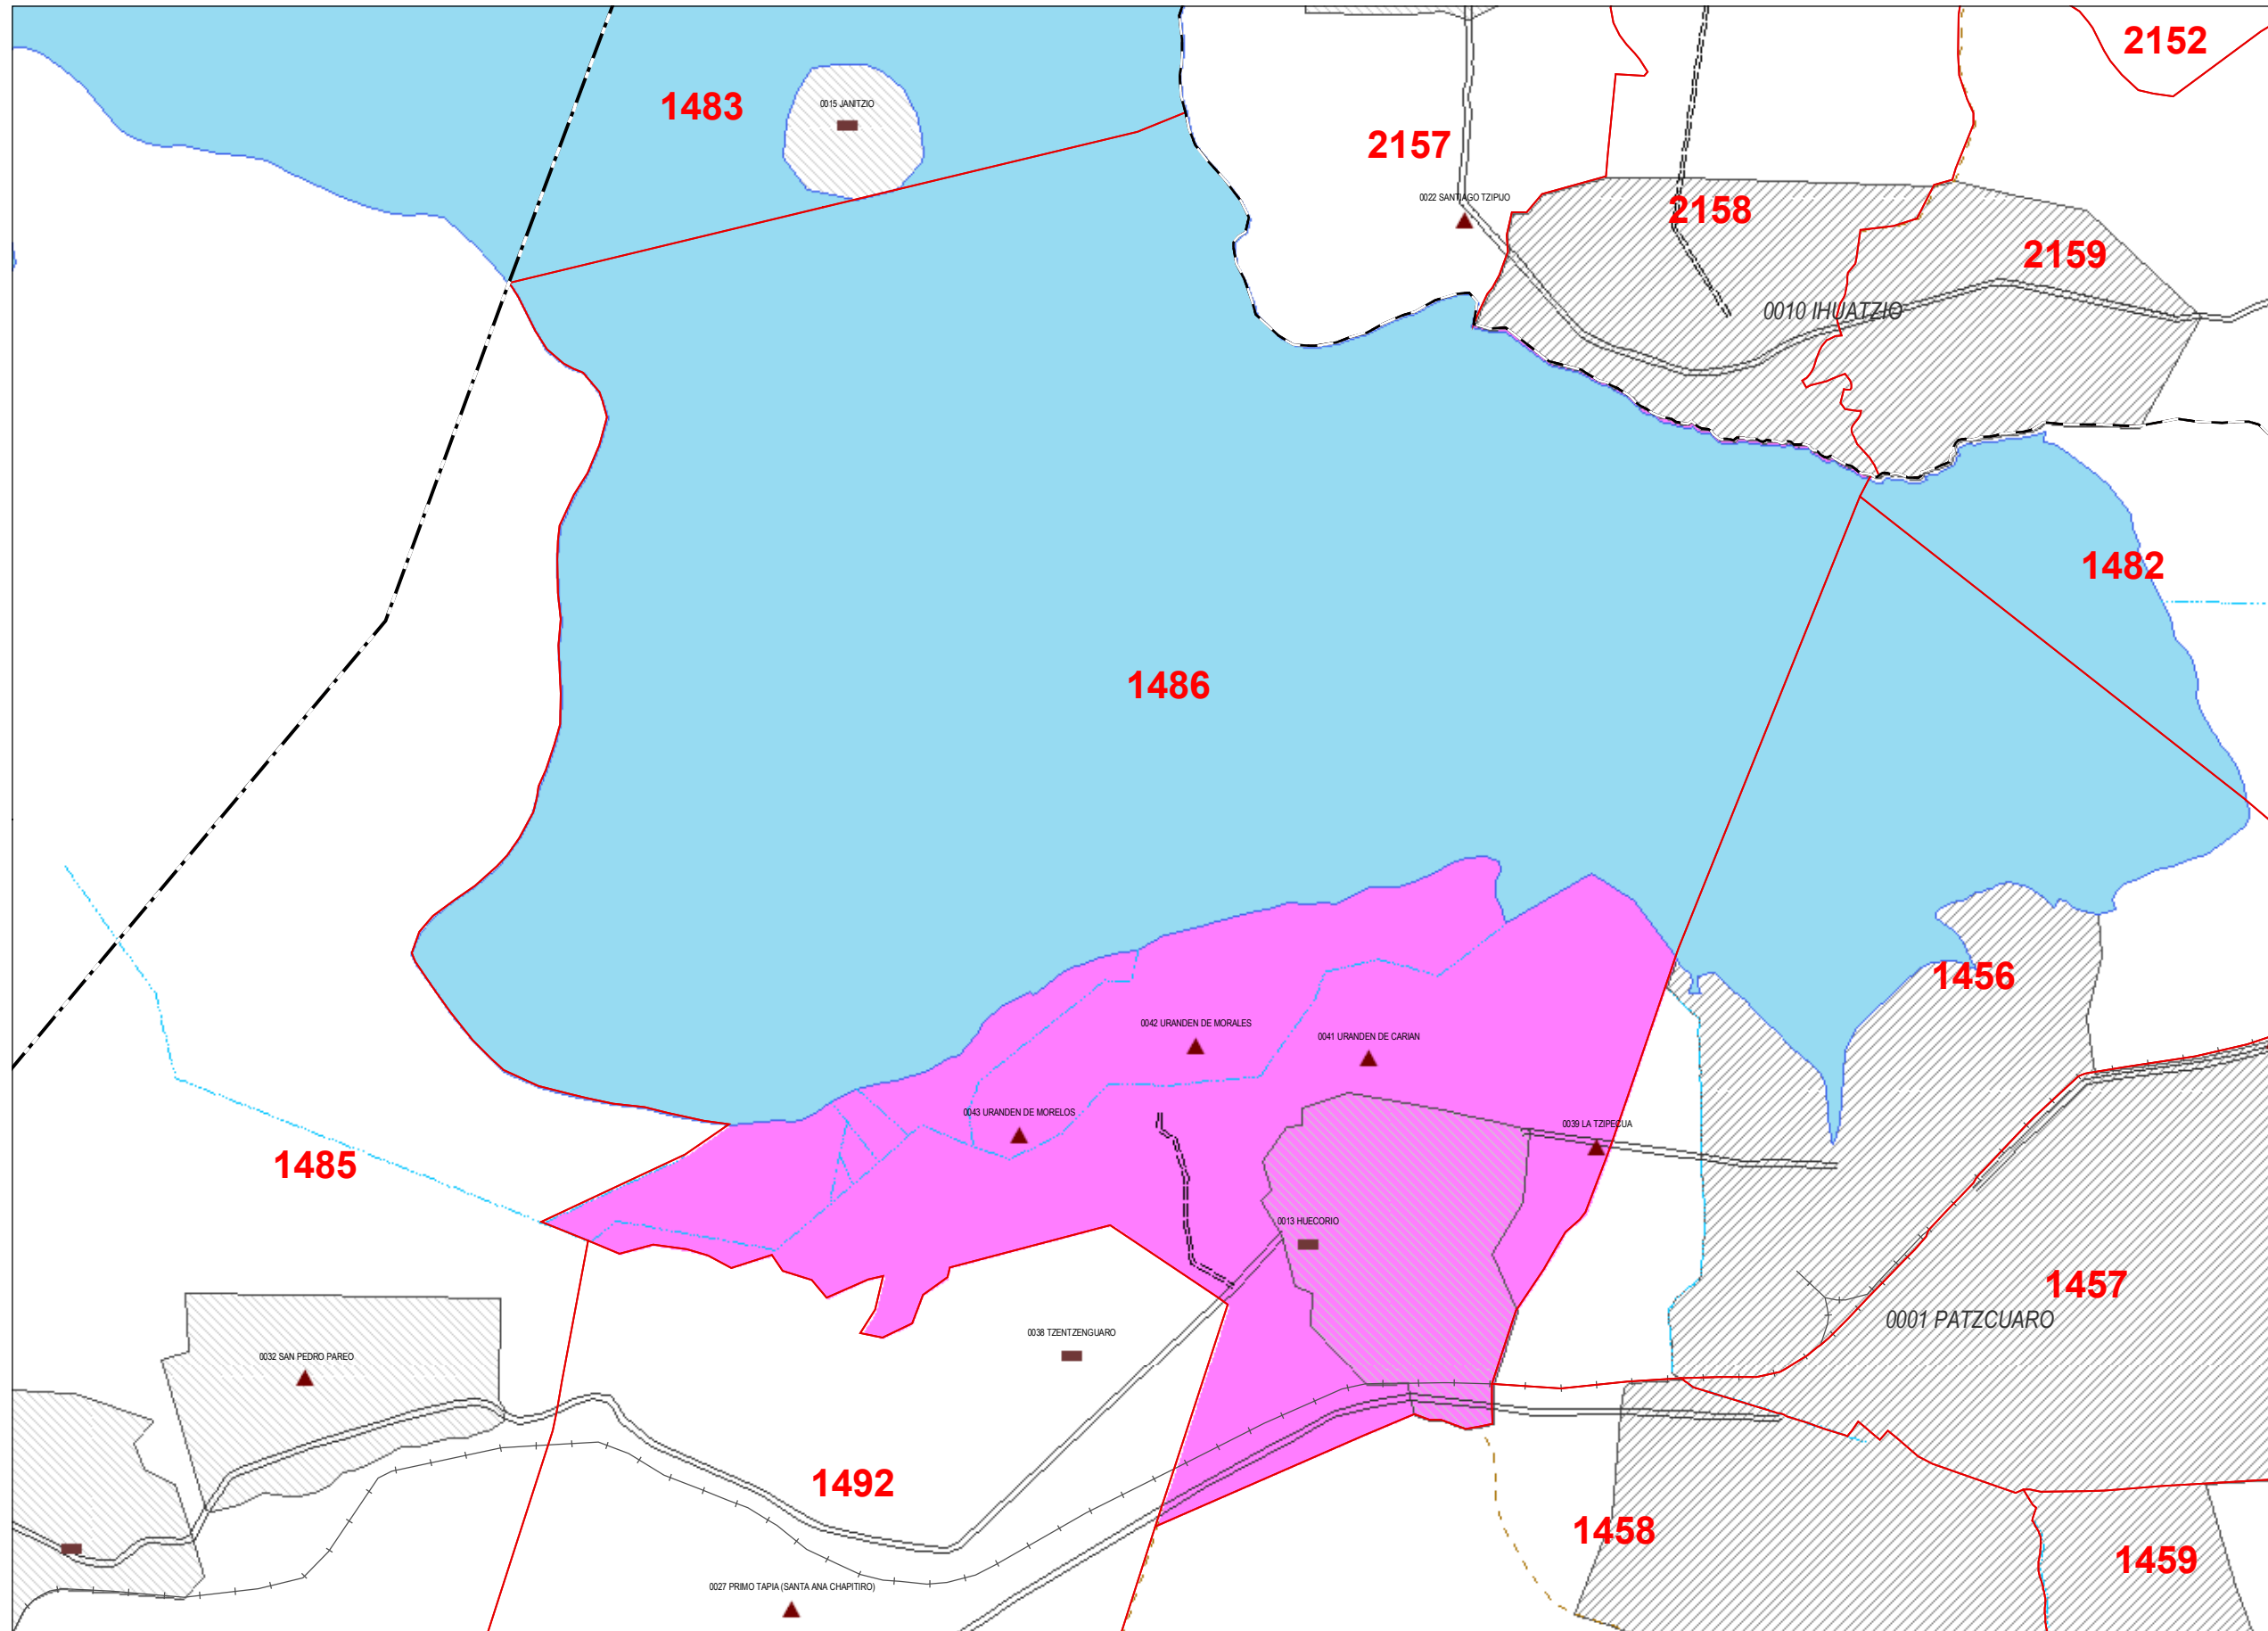 2152
1483
0015 JANITZIO
2157
0022 SANTIAGO TZIPIJO
2158
2159
0010 IHUATZIO
1482
1486
1456
0042 URANDEN DE MORALES
0041 URANDEN DE CARIAN
0043 URANDEN DE MORELOS
0039 LA TZIPECUA
1485
0013 HUECORIO
1457
0001 PATZCUARO
0038 TZENTZENGUARO
0032 SAN PEDRO PAREO
1492
1458
1459
0027 PRIMO TAPIA (SANTA ANA CHAPITIRO)